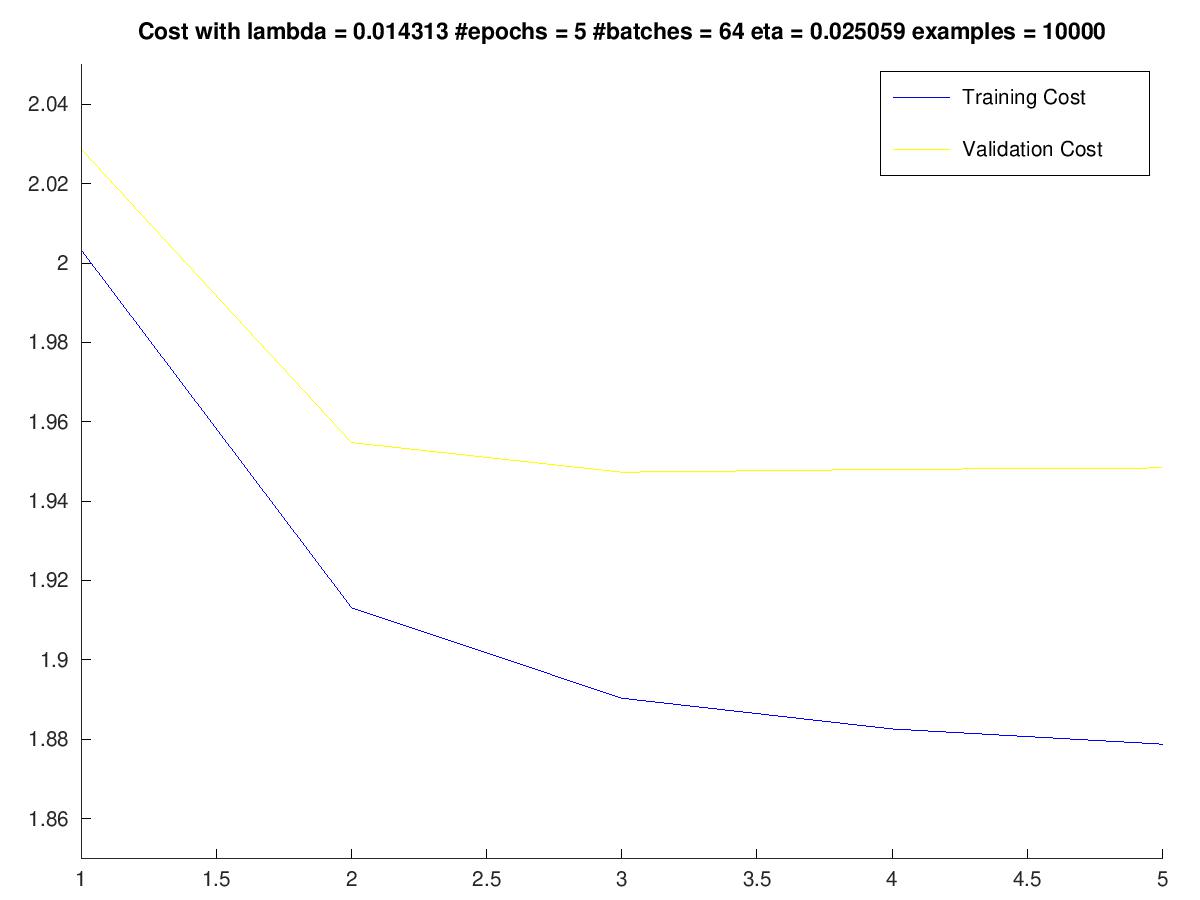 Cost with lambda = 0.014313 #epochs = 5 #batches = 64 eta = 0.025059 examples = 10000
Training Cost
Validation Cost
2.04
2.02
2
1.98
1.96
1.94
1.92
1.9
1.88
1.86
1 1.5 2 2.5 3 3.5 4 4.5 5